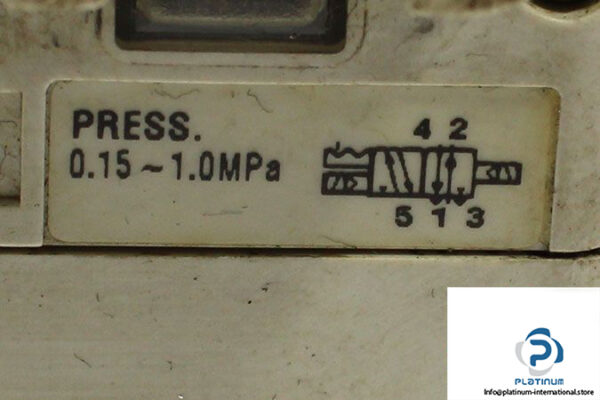 PRESS.
0.15~1.0MPa
4 2
5 1 3
PLATINUM
Info@platinum-international.store